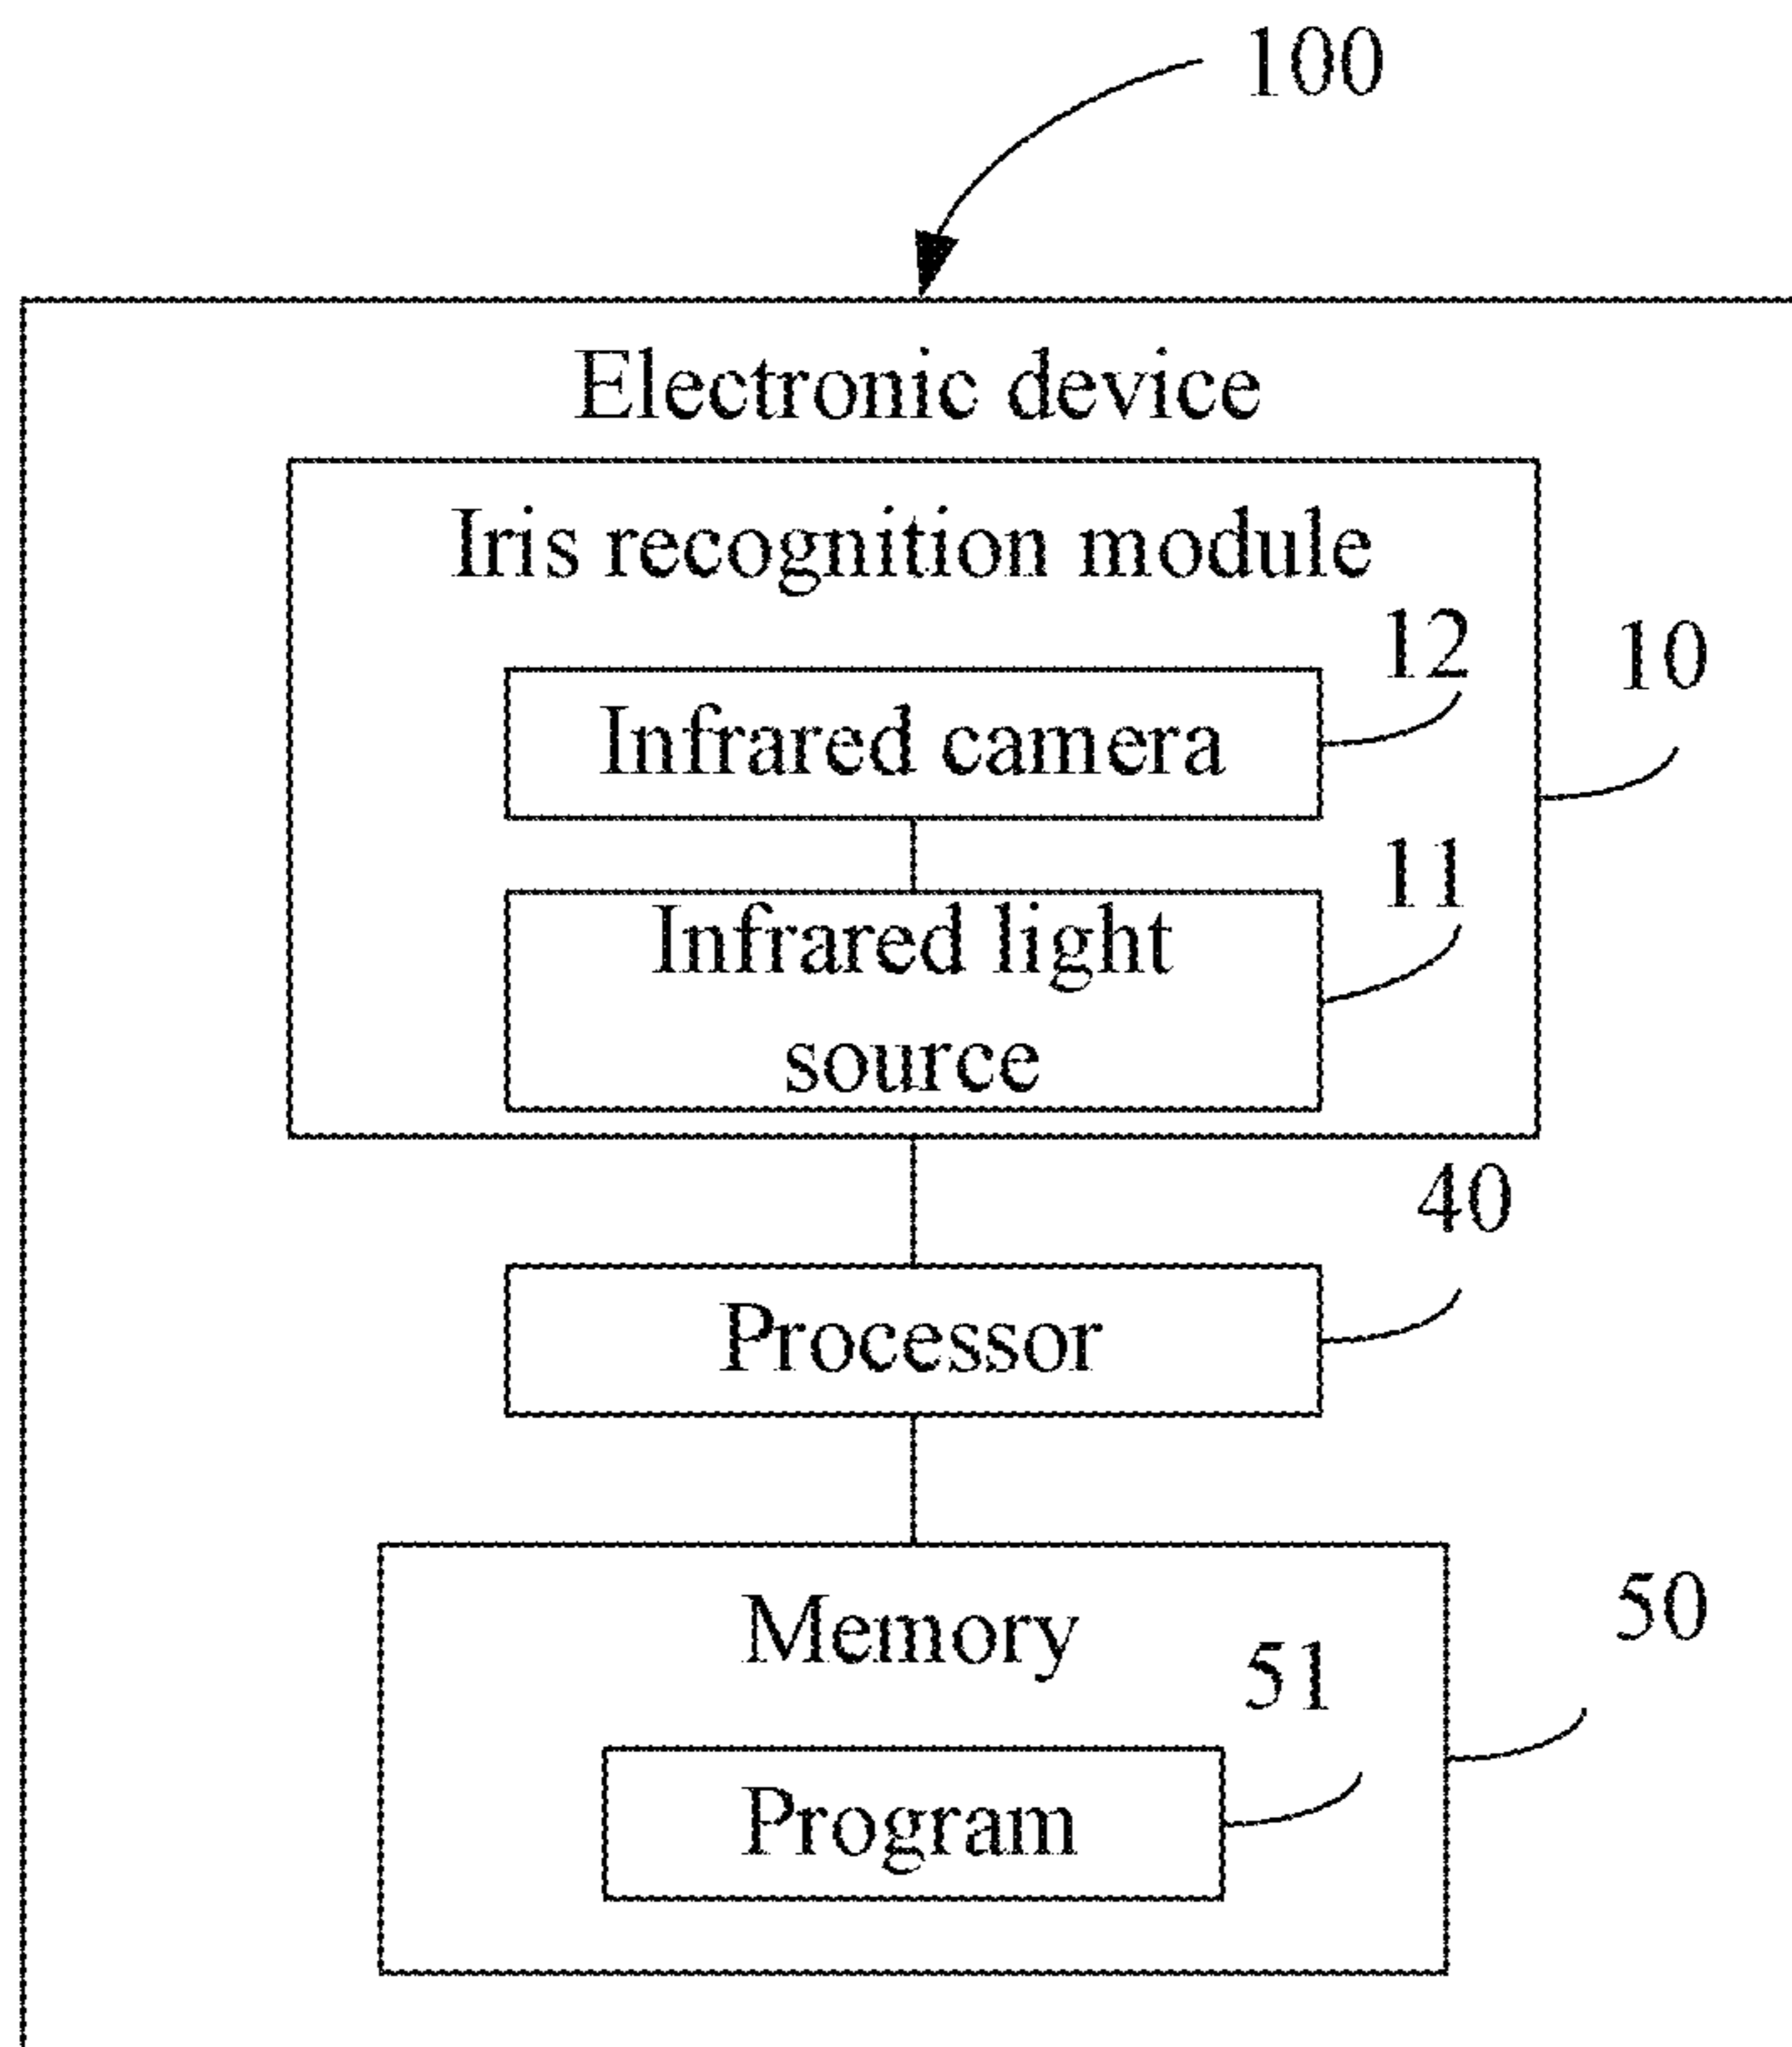 100
Electronic device
Iris recognition module
12
10
Infrared camera
11
Infrared light
source
40
Processor
50
Memory
51
Program